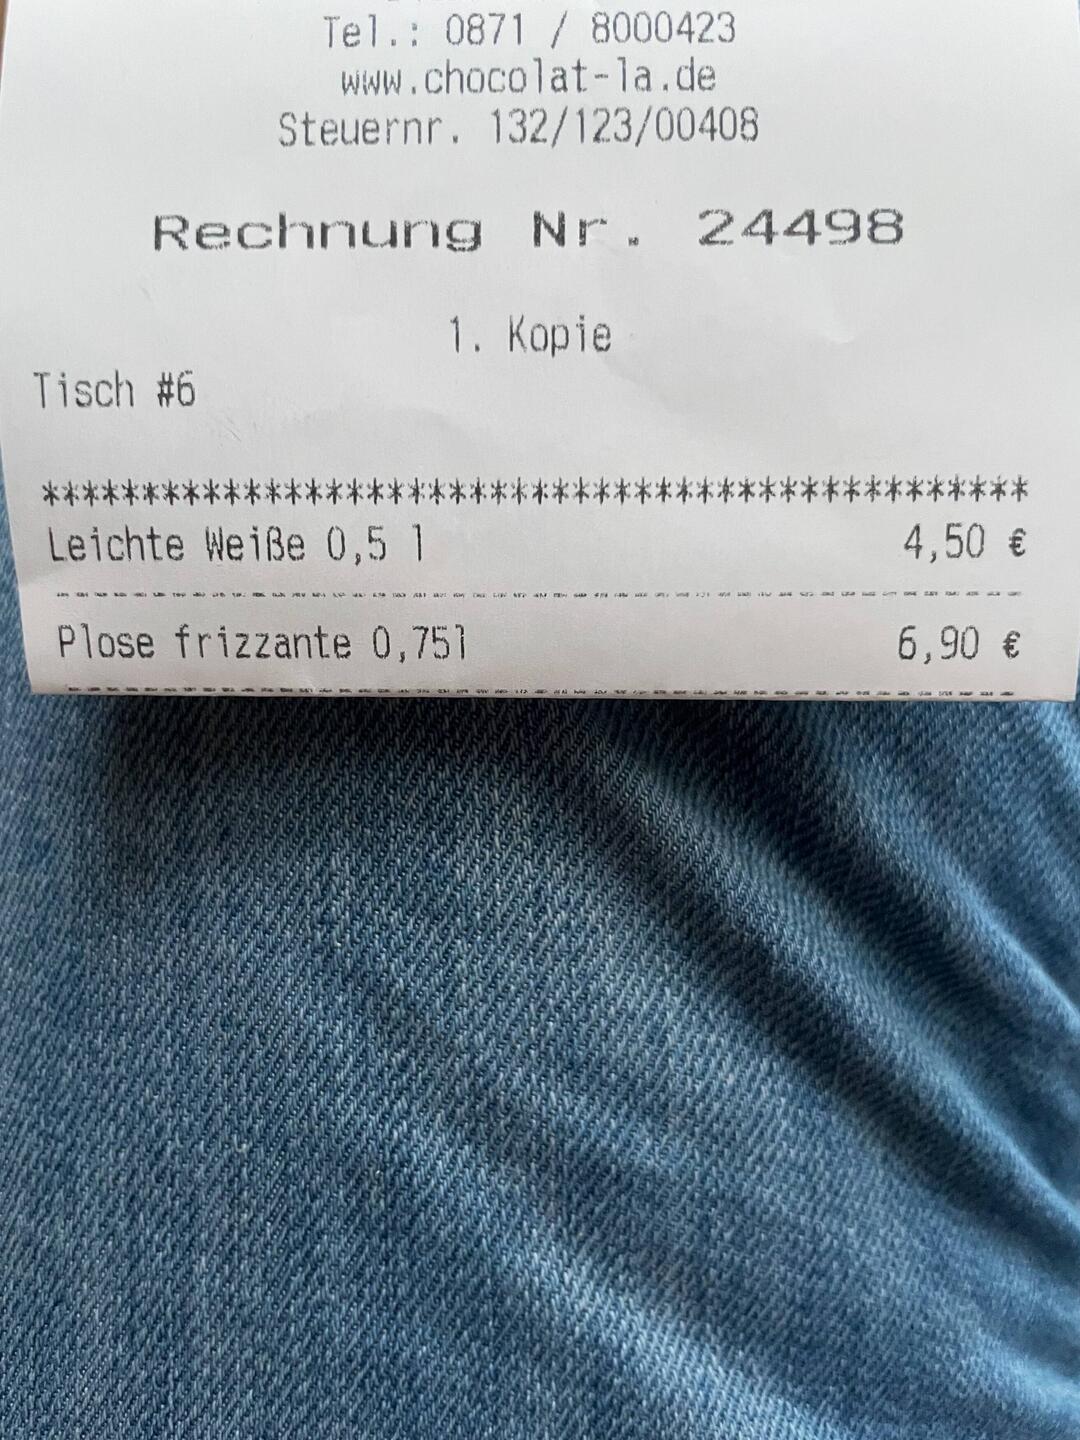 Tel.: 0871 / 8000423
www.chocolat-la.de
Steuernr. 132/123/00408
Rechnung Nr. 24498
1. Kopie
Tisch #6
************************************************
Leichte Weiße 0,5 l 4,50 €
Plose frizzante 0,75l 6,90 €